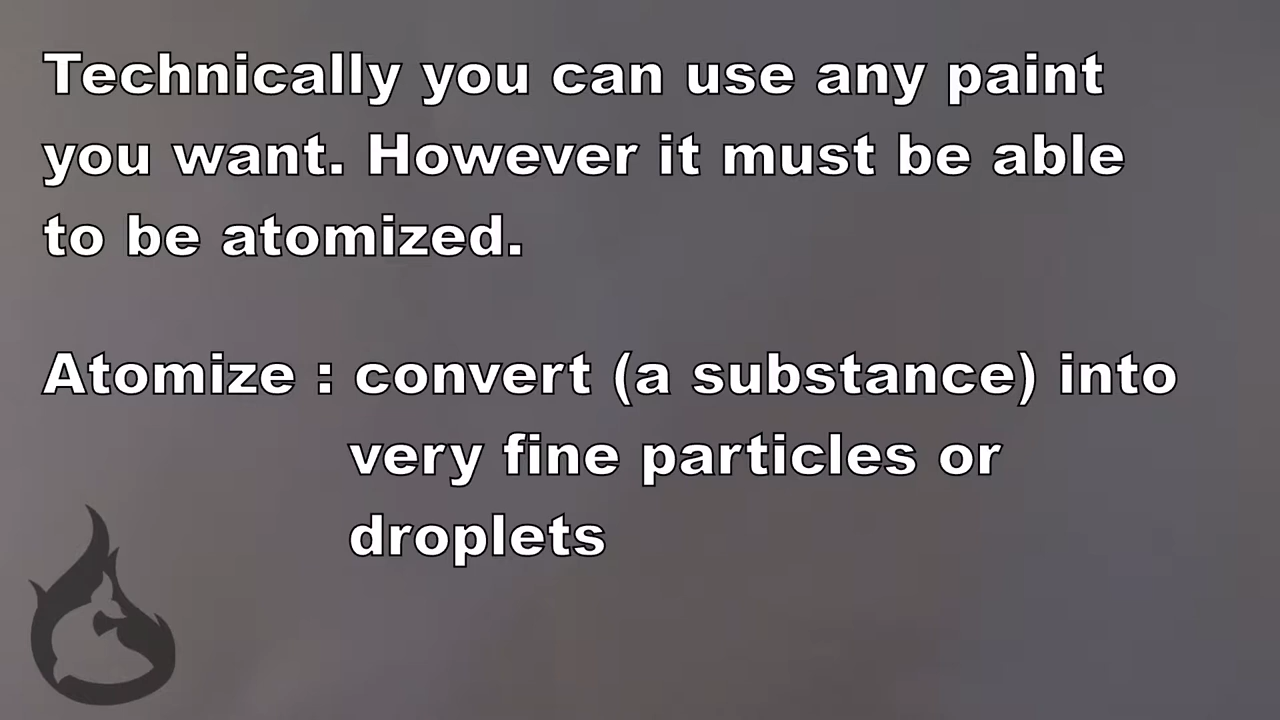 Technically you can use any paint
you want. However it must be able
to be atomized.
Atomize : convert (a substance) into
very fine particles or
droplets